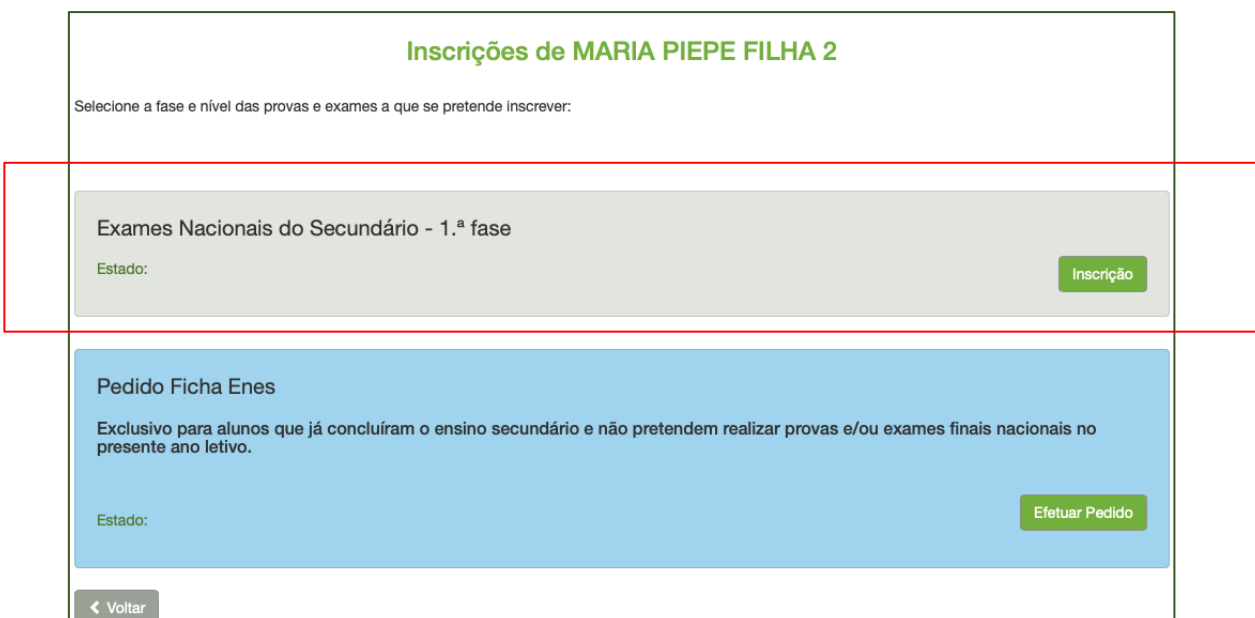 Inscrições de MARIA PIEPE FILHA 2
Selecione a fase e nível das provas e exames a que se pretende inscrever:
Exames Nacionais do Secundário - 1.ª fase
Estado:
Inscrição
Pedido Ficha Enes
Exclusivo para alunos que já concluíram o ensino secundário e não pretendem realizar provas e/ou exames finais nacionais no
presente ano letivo.
Efetuar Pedido
Estado:
Voltar